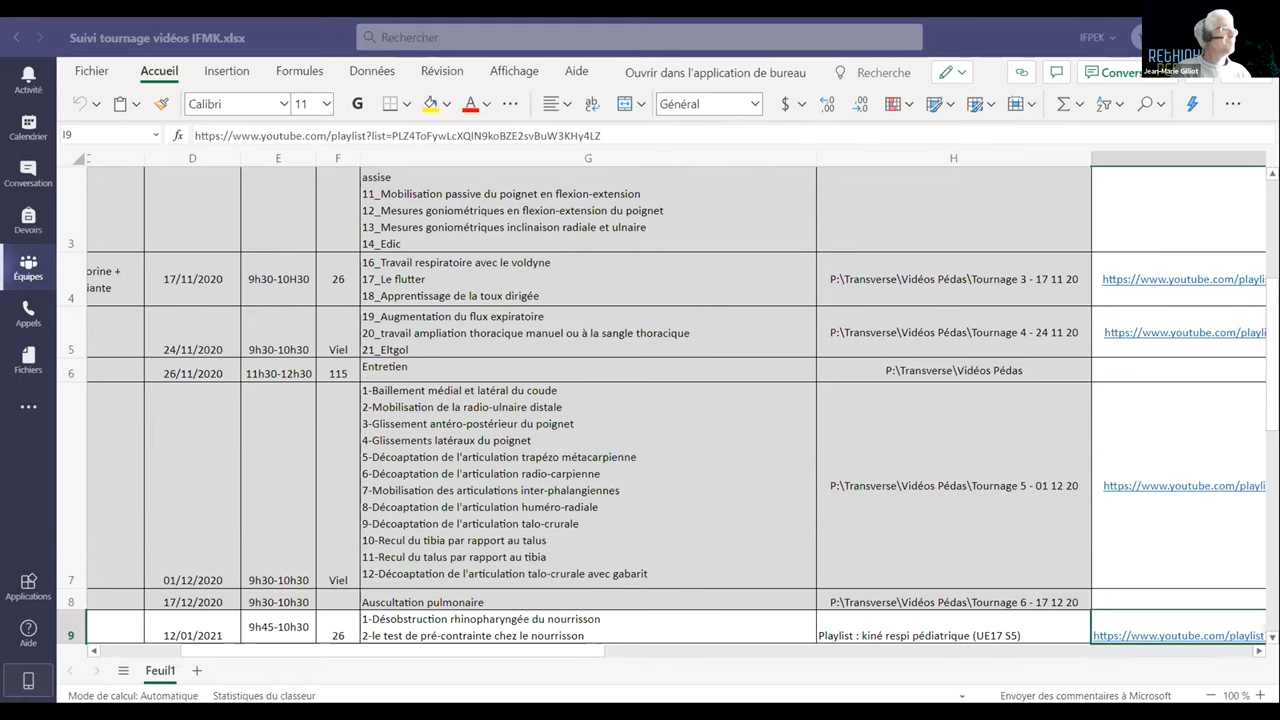 Suivi tournage vidéos IFMK.xlsx
Rechercher
IFPEK
RETHINK
Jean-Marie Gilliot
Fichier Accueil Insertion Formules Données Révision Affichage Aide Ouvrir dans l'application de bureau Recherche Conver
Calibri 11 G A Général $
I9 fx https://www.youtube.com/playlist?list=PLZ4ToFywLcXQlN9koBZE2svBuW3KHy4LZ
Activité
Calendrier
Conversation
Devoirs
Équipes
Appels
Fichiers
Applications
Aide
C D E F G H
assise
11_Mobilisation passive du poignet en flexion-extension
12_Mesures goniométriques en flexion-extension du poignet
13_Mesures goniométriques inclinaison radiale et ulnaire
3 14_Edic
16_Travail respiratoire avec le voldyne
orine + 17/11/2020 9h30-10H30 26 17_Le flutter P:\Transverse\Vidéos Pédas\Tournage 3 - 17 11 20 https://www.youtube.com/playli
iante
4 18_Apprentissage de la toux dirigée
19_Augmentation du flux expiratoire
20_travail ampliation thoracique manuel ou à la sangle thoracique P:\Transverse\Vidéos Pédas\Tournage 4 - 24 11 20 https://www.youtube.com/playli
5 24/11/2020 9h30-10h30 Viel 21_Eltgol
6 26/11/2020 11h30-12h30 115 Entretien P:\Transverse\Vidéos Pédas
1-Baillement médial et latéral du coude
2-Mobilisation de la radio-ulnaire distale
3-Glissement antéro-postérieur du poignet
4-Glissements latéraux du poignet
5-Décoaptation de l'articulation trapézo métacarpienne
6-Décoaptation de l'articulation radio-carpienne
7-Mobilisation des articulations inter-phalangiennes P:\Transverse\Vidéos Pédas\Tournage 5 - 01 12 20 https://www.youtube.com/playli
8-Décoaptation de l'articulation huméro-radiale
9-Décoaptation de l'articulation talo-crurale
10-Recul du tibia par rapport au talus
11-Recul du talus par rapport au tibia
12-Décoaptation de l'articulation talo-crurale avec gabarit
7 01/12/2020 9h30-10h30 Viel
8 17/12/2020 9h30-10h30 Auscultation pulmonaire P:\Transverse\Vidéos Pédas\Tournage 6 - 17 12 20
1-Désobstruction rhinopharyngée du nourrisson
9 12/01/2021 9h45-10h30 26 2-le test de pré-contrainte chez le nourrisson Playlist : kiné respi pédiatrique (UE17 S5) https://www.youtube.com/playlist
Feuil1
Mode de calcul: Automatique Statistiques du classeur Envoyer des commentaires à Microsoft 100 %